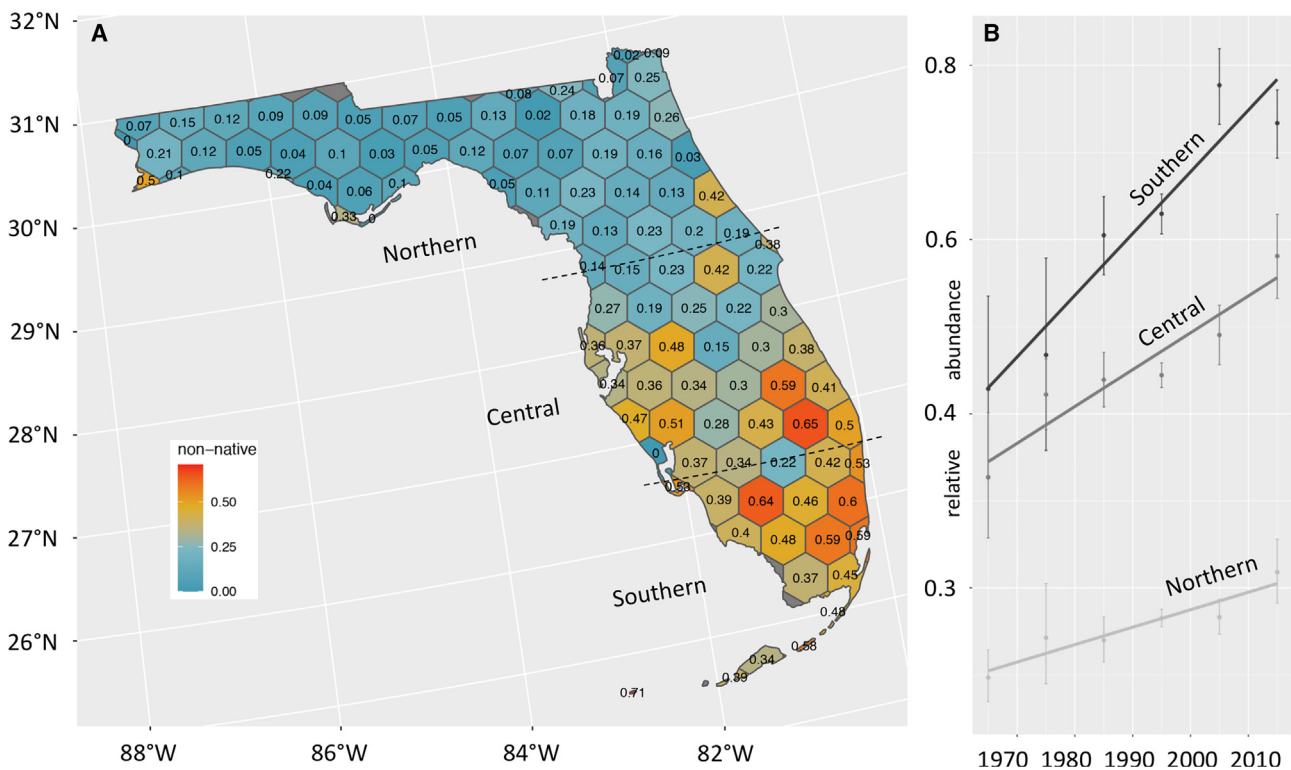 A
32°N
31°N
30°N
29°N
28°N
27°N
26°N
88°W 86°W 84°W 82°W
0.02 0.09
0.07 0.25
0.08 0.24
0.07 0.15 0.12 0.09 0.09 0.05 0.07 0.05 0.13 0.02 0.18 0.19 0.26
0
0.21 0.12 0.05 0.04 0.1 0.03 0.05 0.12 0.07 0.07 0.19 0.16 0.03
0.5 0.1 0.22 0.04 0.06 0.1 0.05 0.11 0.23 0.14 0.13 0.42
0.33 0
0.19 0.13 0.23 0.2 0.19 0.38
Northern
0.14 0.15 0.23 0.42 0.22
0.27 0.19 0.25 0.22 0.3
0.36 0.37 0.48 0.15 0.3 0.38
0.34 0.36 0.34 0.3 0.59 0.41
Central
0.47 0.51 0.28 0.43 0.65 0.5
0 0.37 0.34 0.22 0.42 0.53
0.53 0.39 0.64 0.46 0.6
0.4 0.48 0.59 0.59
0.37 0.45
Southern
0.48
0.58
0.34
0.39
0.71
non−native
0.50
0.25
0.00
B
0.8
0.6
0.4
0.3
relative abundance
Southern
Central
Northern
1970 1980 1990 2000 2010